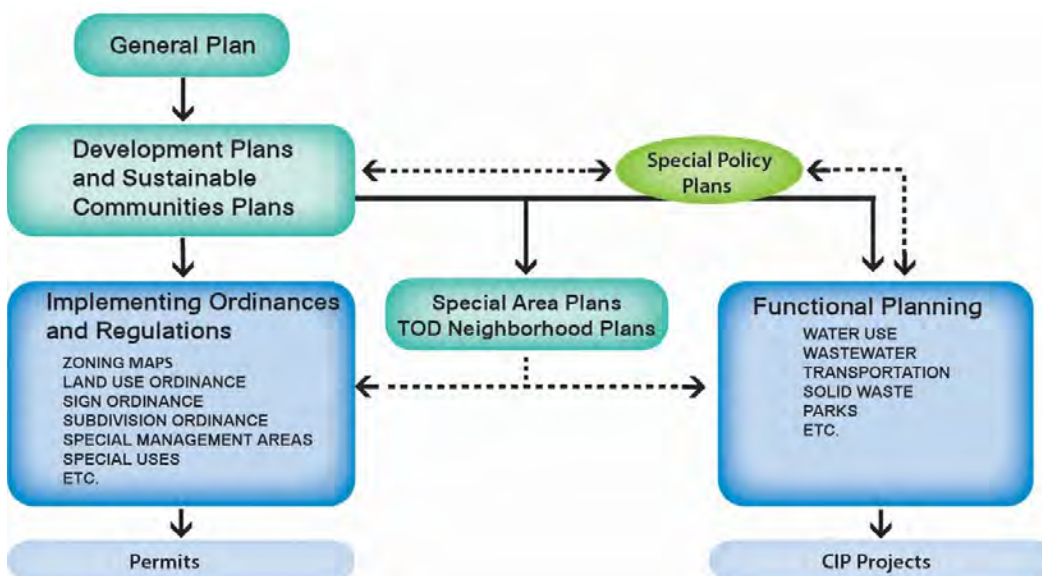 General Plan
Development Plans
and Sustainable
Communities Plans
Special Policy
Plans
Implementing Ordinances
and Regulations
ZONING MAPS
LAND USE ORDINANCE
SIGN ORDINANCE
SUBDIVISION ORDINANCE
SPECIAL MANAGEMENT AREAS
SPECIAL USES
ETC.
Special Area Plans
TOD Neighborhood Plans
Functional Planning
WATER USE
WASTEWATER
TRANSPORTATION
SOLID WASTE
PARKS
ETC.
Permits
CIP Projects